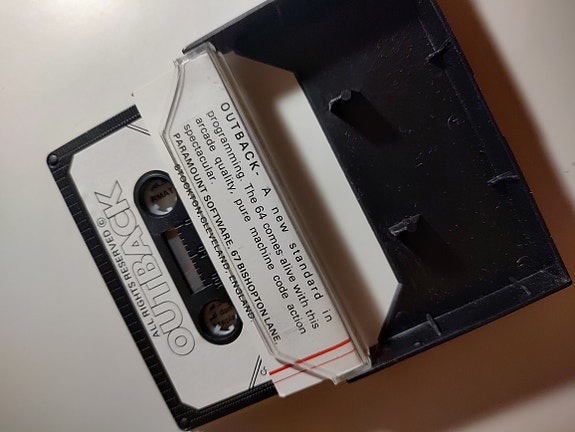 OUTBACK- A new standard in
programming. The 64 comes alive with this
arcade quality, pure machine code action
spectacular.
PARAMOUNT SOFTWARE, 67 BISHOPTON LANE,
STOCKTON, CLEVELAND, ENGLAND
OUTBACK
ALL RIGHTS RESERVED ©